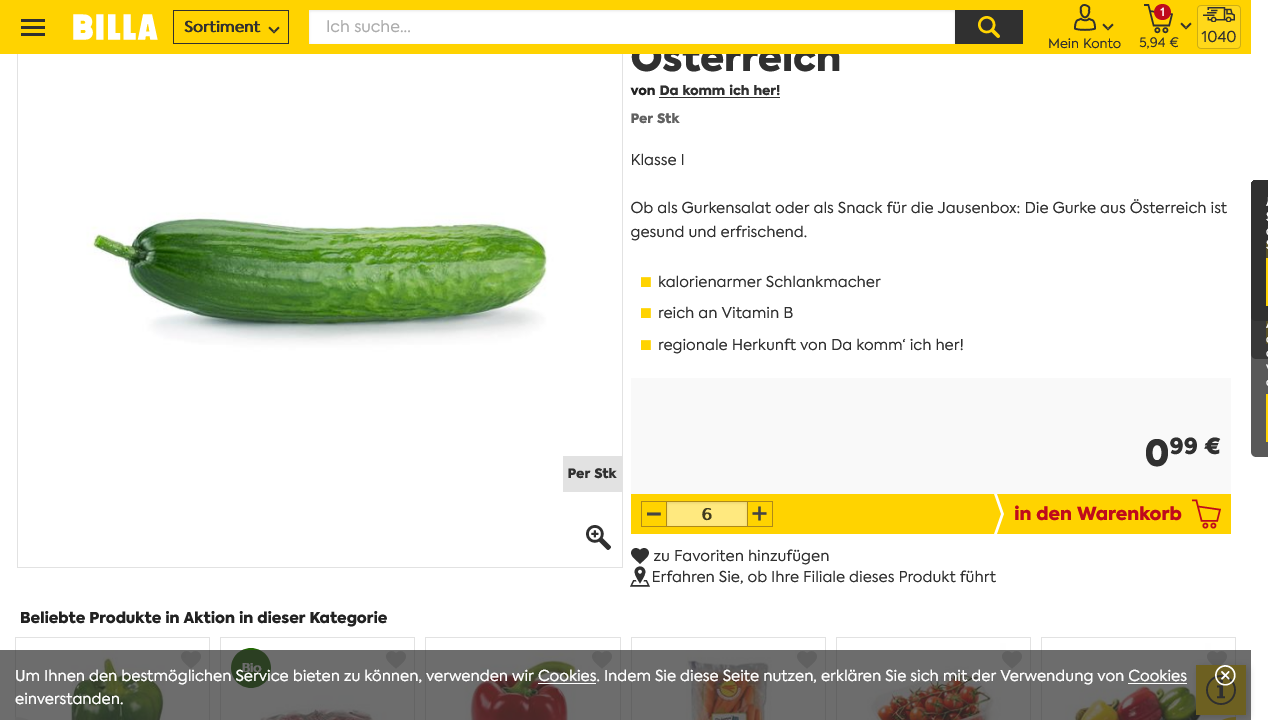 BILLA
Sortiment
Ich suche...
Mein Konto
1
5,94 €
1040
Österreich
von Da komm ich her!
Per Stk
Klasse I
Ob als Gurkensalat oder als Snack für die Jausenbox: Die Gurke aus Österreich ist
gesund und erfrischend.
kalorienarmer Schlankmacher
reich an Vitamin B
regionale Herkunft von Da komm‘ ich her!
Per Stk
0⁹⁹ €
6
in den Warenkorb
zu Favoriten hinzufügen
Erfahren Sie, ob Ihre Filiale dieses Produkt führt
Beliebte Produkte in Aktion in dieser Kategorie
Bio
Um Ihnen den bestmöglichen Service bieten zu können, verwenden wir Cookies. Indem Sie diese Seite nutzen, erklären Sie sich mit der Verwendung von Cookies
einverstanden.